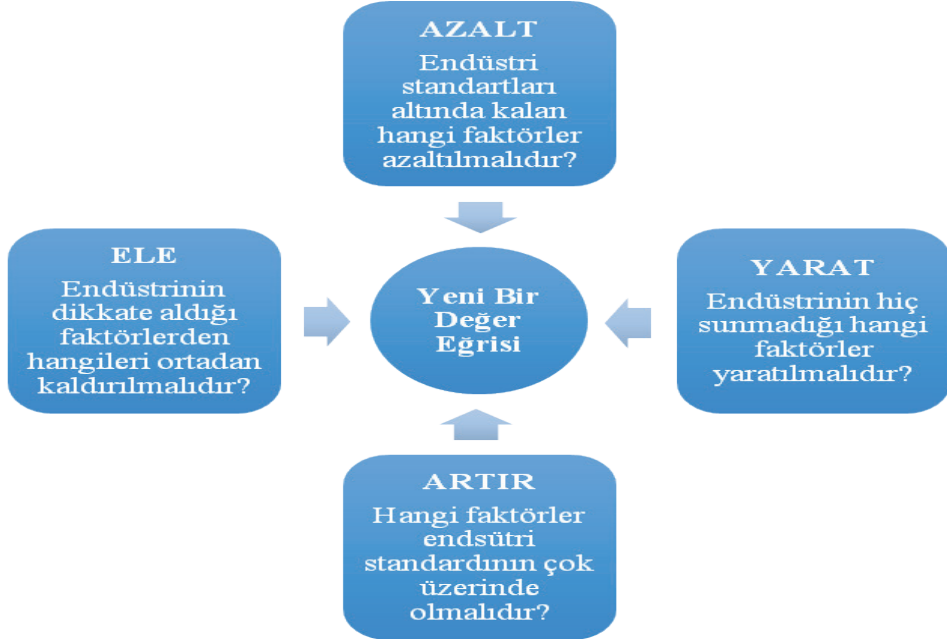 AZALT
Endüstri
standartları
altında kalan
hangi faktörler
azaltılmalıdır?
ELE
Endüstrinin
dikkate aldığı
faktörlerden
hangileri ortadan
kaldırılmalıdır?
Yeni Bir
Değer
Eğrisi
YARAT
Endüstrinin hiç
sunmadığı hangi
faktörler
yaratılmalıdır?
ARTIR
Hangi faktörler
endsütri
standardının çok
üzerinde
olmalıdır?